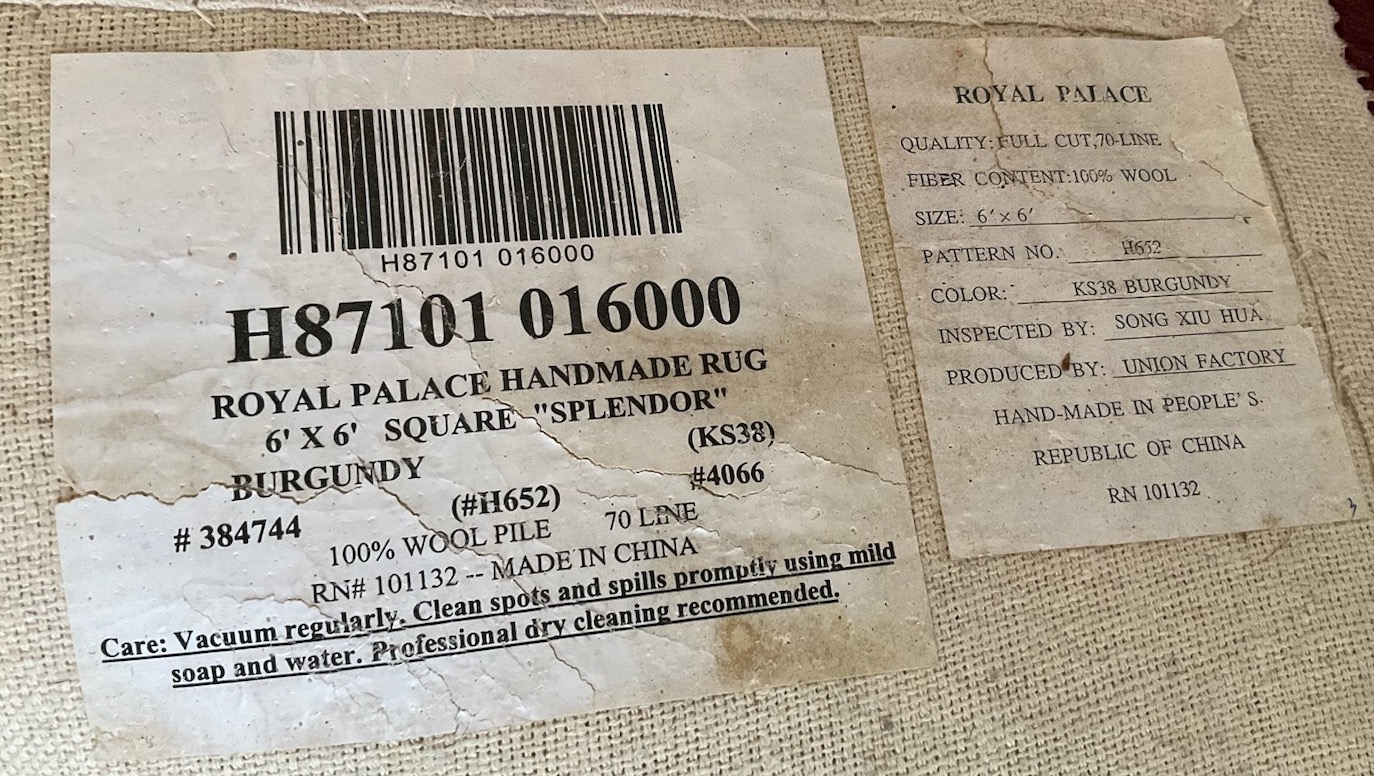 H87101 016000
H87101 016000
ROYAL PALACE HANDMADE RUG
6' X 6' SQUARE "SPLENDOR"
BURGUNDY (KS38)
(#H652) #4066
# 384744
100% WOOL PILE 70 LINE
RN# 101132 -- MADE IN CHINA
Care: Vacuum regularly. Clean spots and spills promptly using mild
soap and water. Professional dry cleaning recommended.
ROYAL PALACE
QUALITY: FULL CUT,70-LINE
FIBER CONTENT:100% WOOL
SIZE: 6' x 6'
PATTERN NO. H652
COLOR: KS38 BURGUNDY
INSPECTED BY: SONG XIU HUA
PRODUCED BY: UNION FACTORY
HAND-MADE IN PEOPLE'S.
REPUBLIC OF CHINA
RN 101132
3